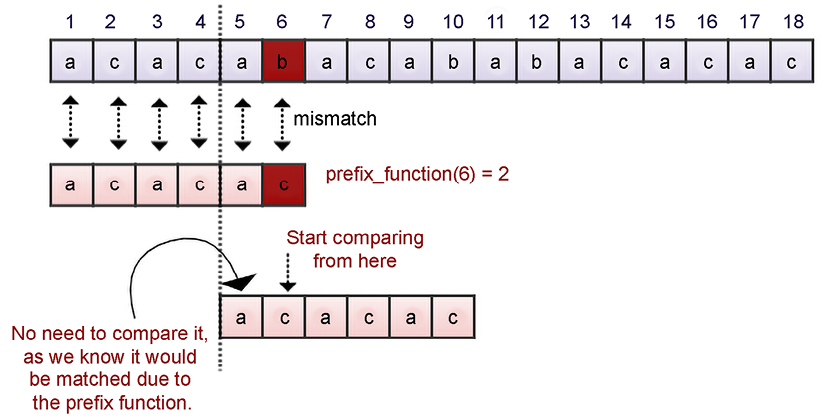 1 2 3 4 5 6 7 8 9 10 11 12 13 14 15 16 17 18
a c a c a b a c a b a b a c a c a c
mismatch
a c a c a c
prefix_function(6) = 2
Start comparing
from here
a c a c a c
No need to compare it,
as we know it would
be matched due to
the prefix function.